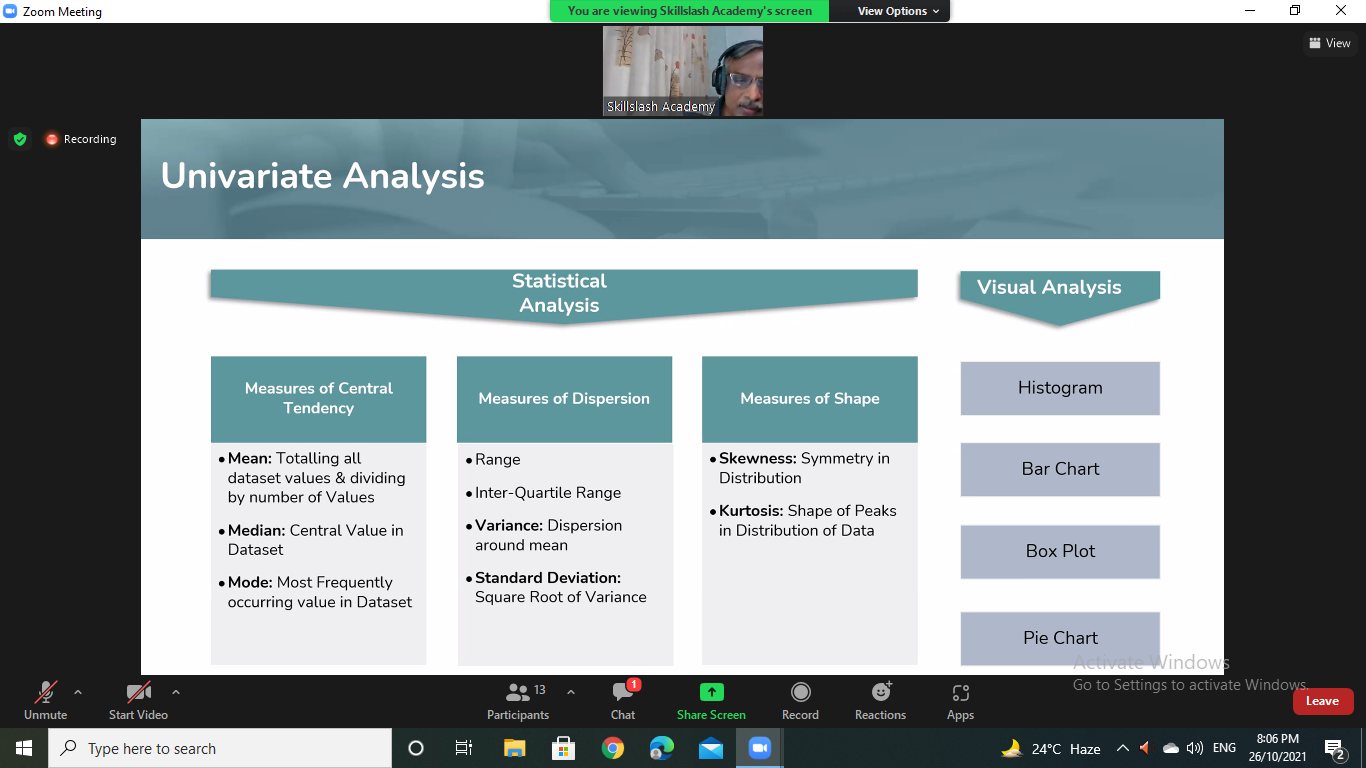 Zoom Meeting
You are viewing Skillslash Academy's screen
View Options
View
Skillslash Academy
Recording
Univariate Analysis
Statistical
Analysis
Visual Analysis
Measures of Central
Tendency
• Mean: Totalling all
dataset values & dividing
by number of Values
• Median: Central Value in
Dataset
• Mode: Most Frequently
occurring value in Dataset
Measures of Dispersion
• Range
• Inter-Quartile Range
• Variance: Dispersion
around mean
• Standard Deviation:
Square Root of Variance
Measures of Shape
• Skewness: Symmetry in
Distribution
• Kurtosis: Shape of Peaks
in Distribution of Data
Histogram
Bar Chart
Box Plot
Pie Chart
Activate Windows
Go to Settings to activate Windows.
Unmute
Start Video
13
Participants
1
Chat
Share Screen
Record
Reactions
Apps
Leave
Type here to search
24°C Haze
ENG
8:06 PM
26/10/2021
2